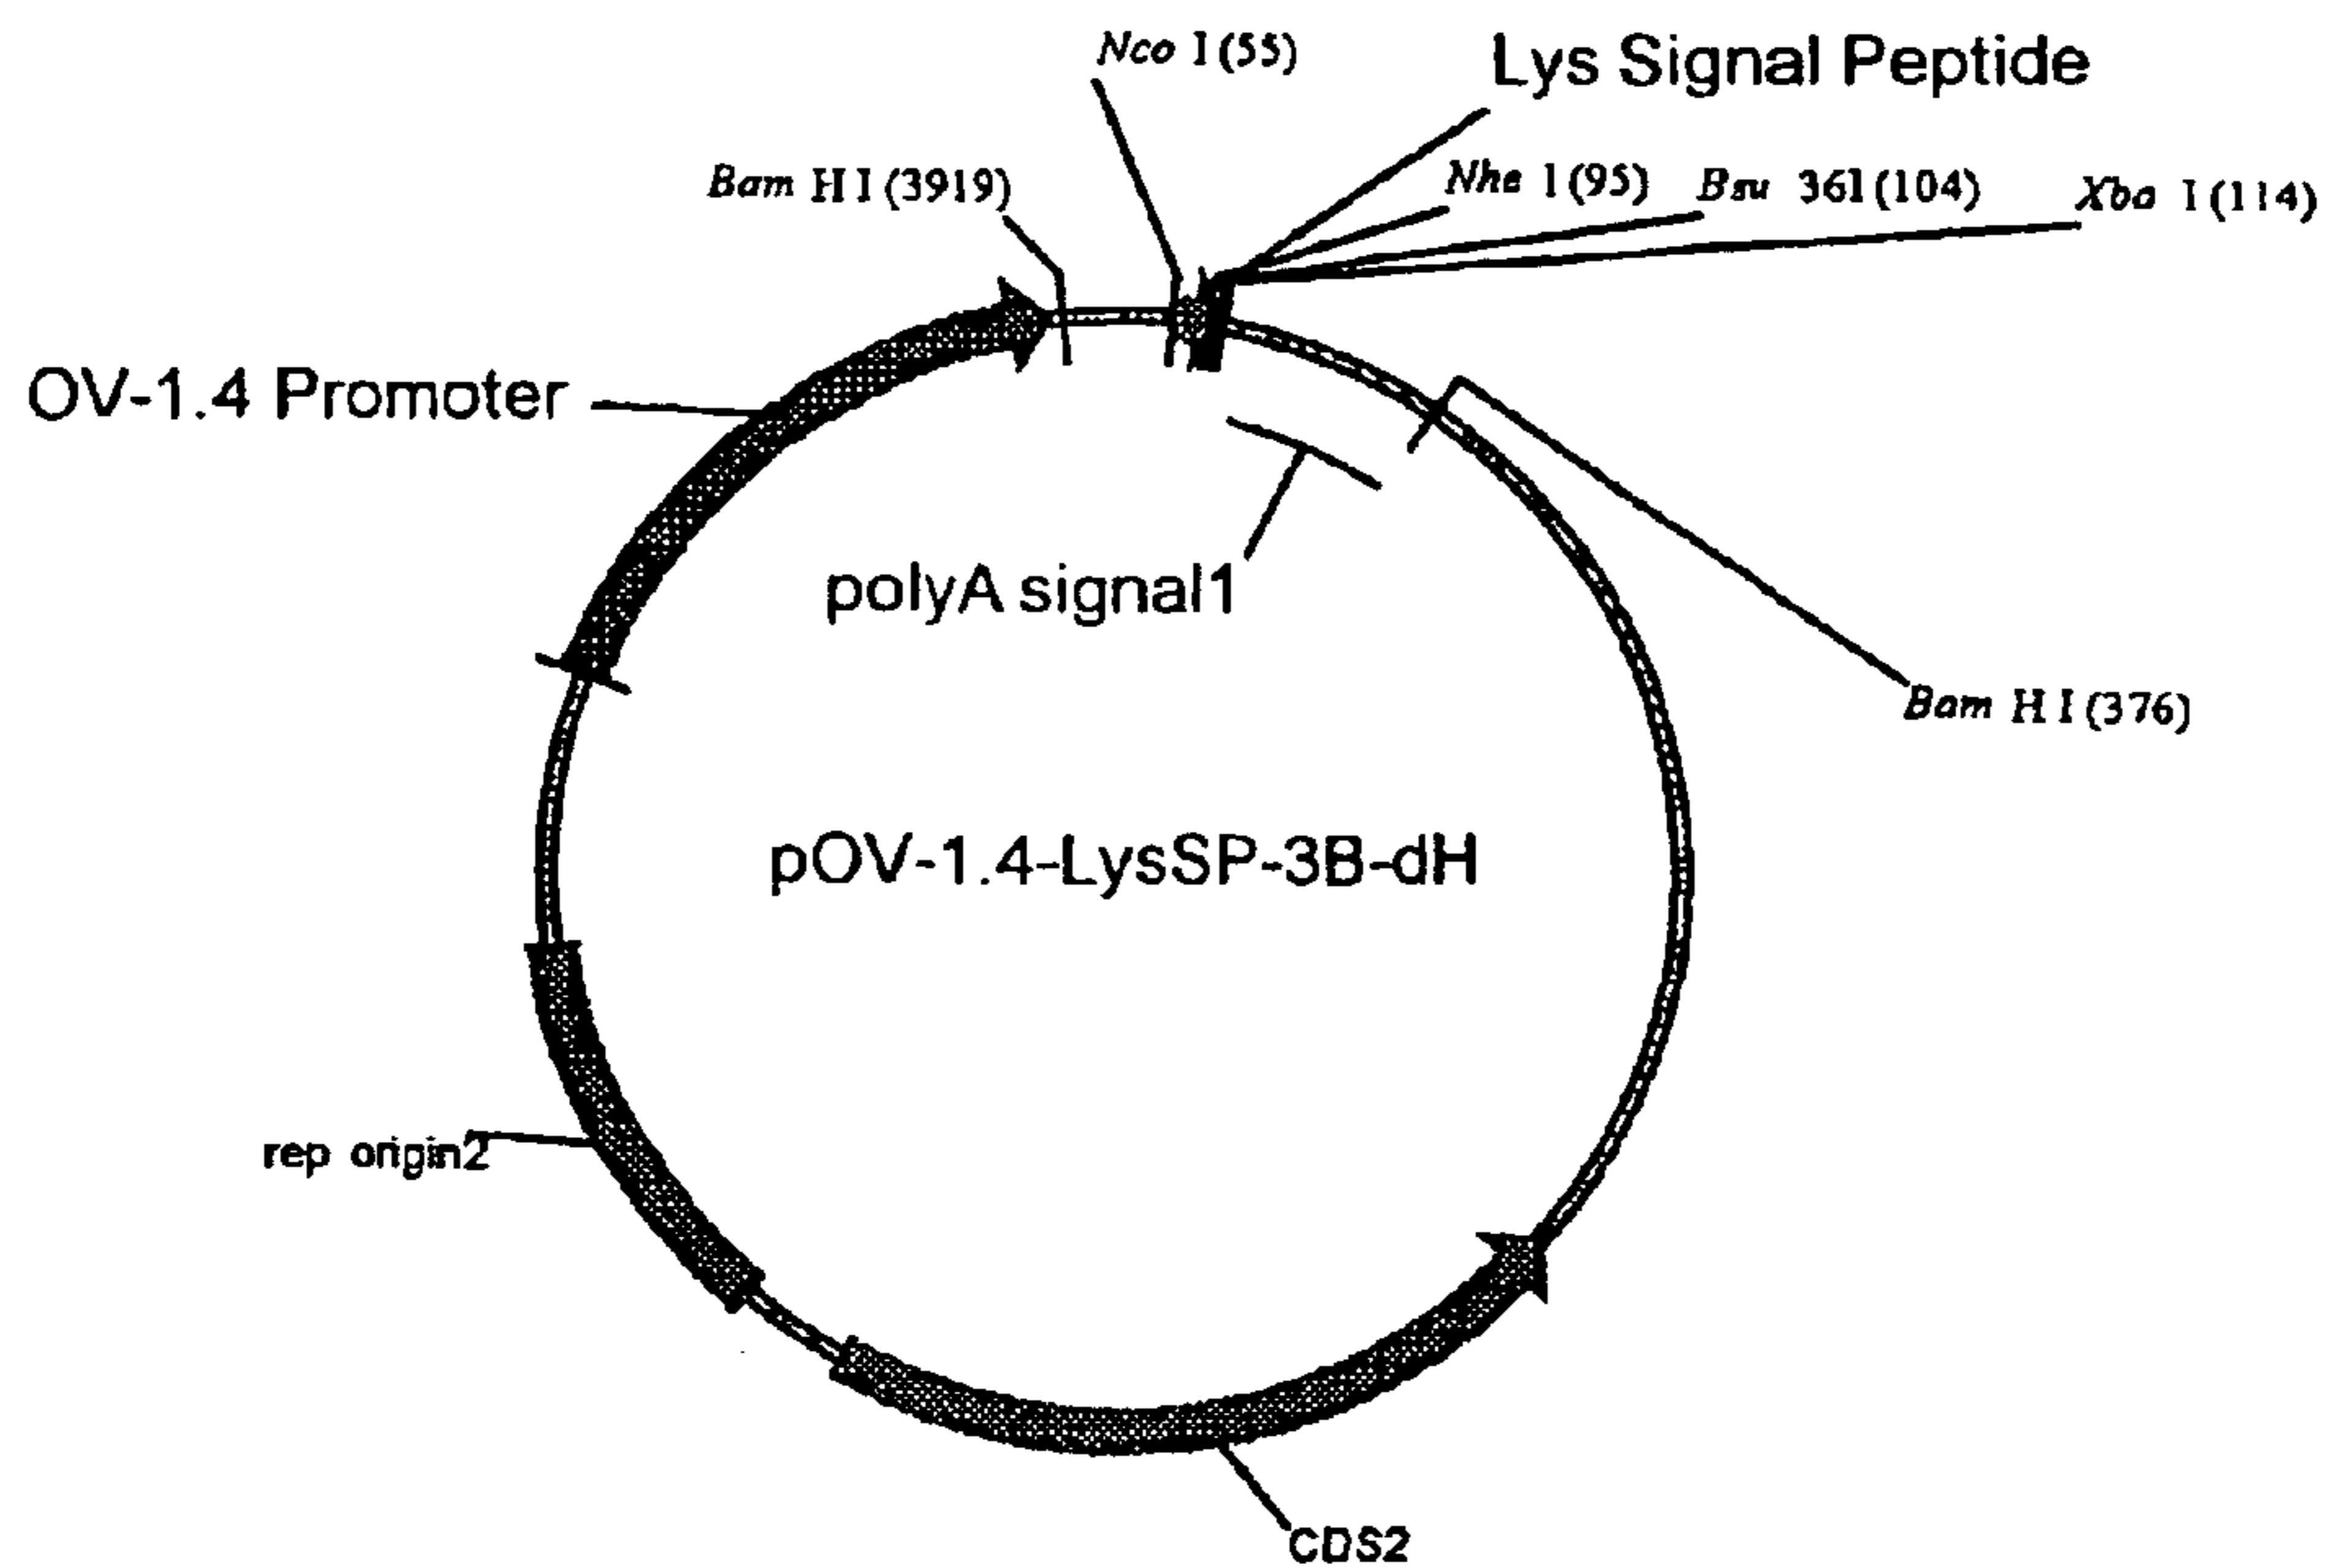 Nco I (55)
Lys Signal Peptide
Bam H I (3919)
Nhe 1(95)
Bsu 36I(104)
Xba I (114)
OV-1.4 Promoter
polyA signal1
Bam H I (376)
pOV-1.4-LysSP-3B-dH
rep origin2
CDS2